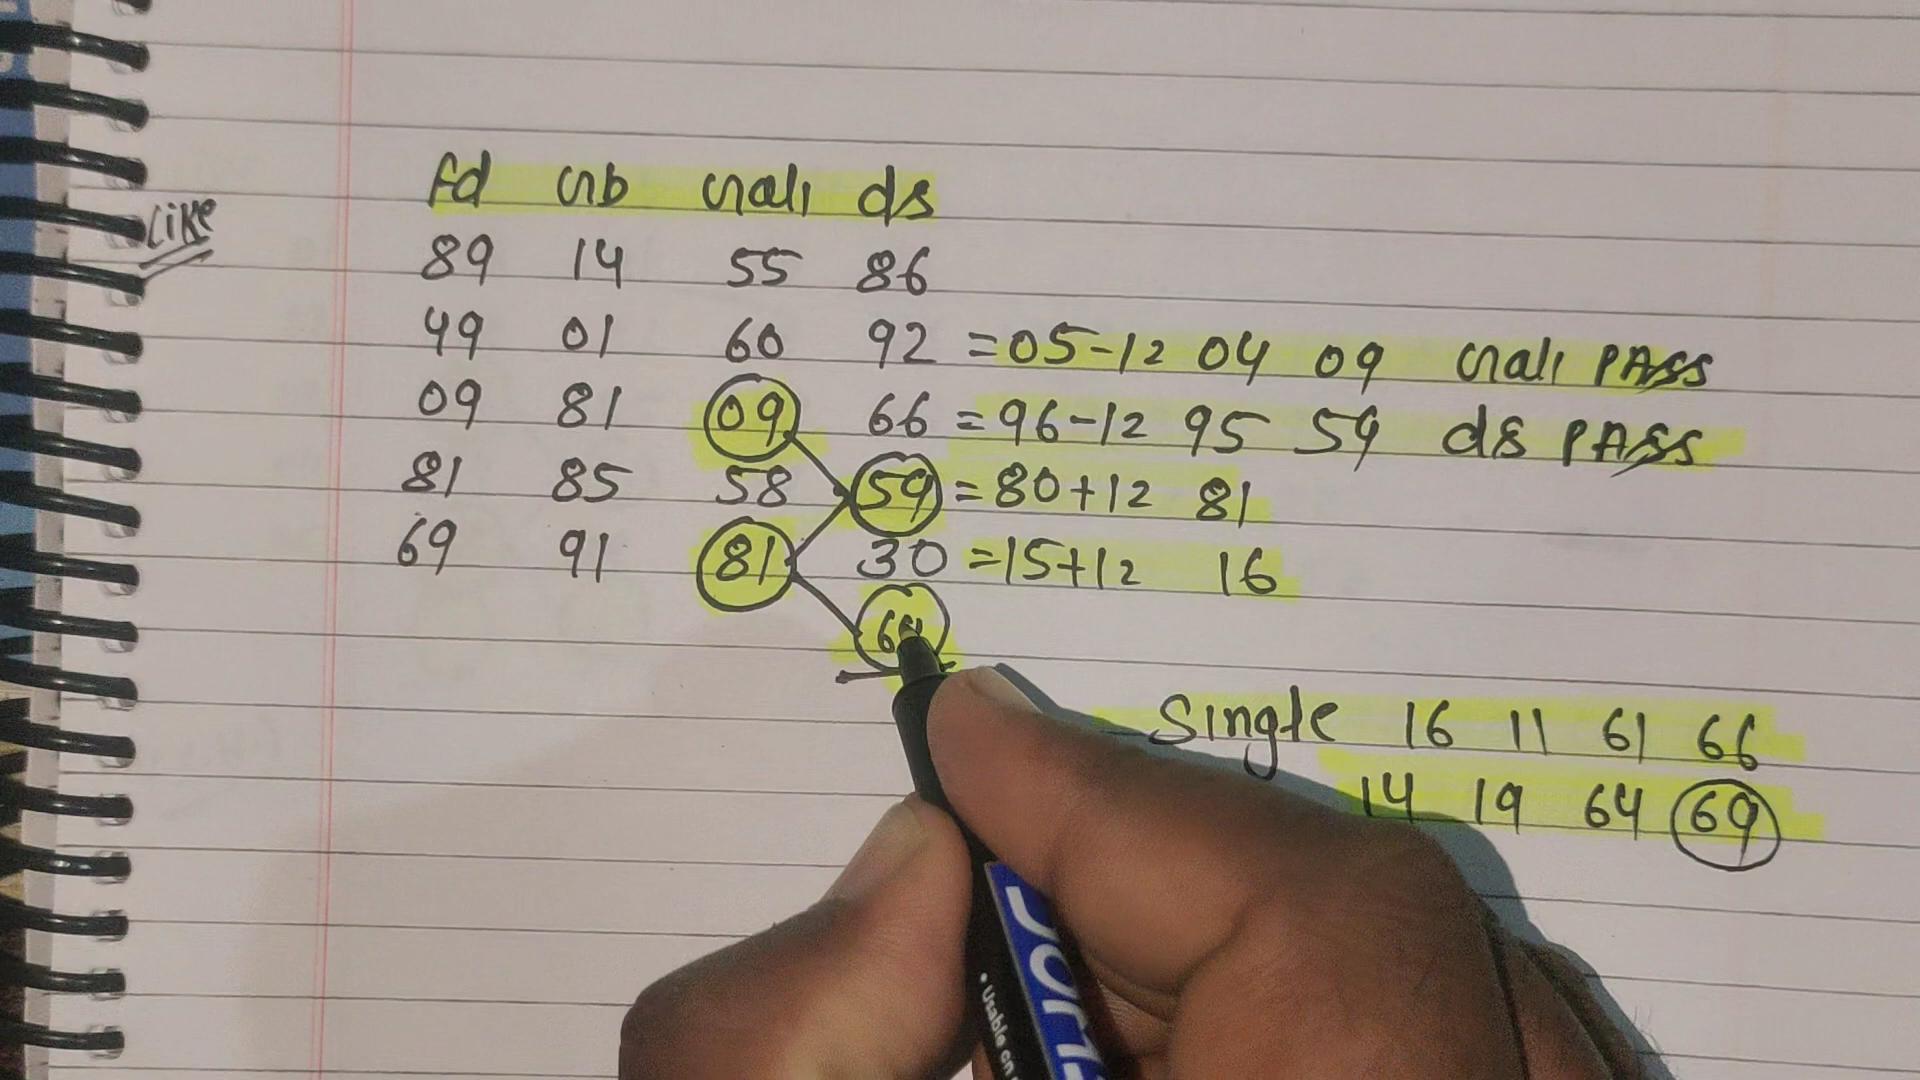 Like
fd GB Gali ds
89 14 55 86
49 01 60 92 =05-12 04 09 Gali PASS
09 81 09 66 =96-12 95 59 ds PASS
81 85 58 59 =80+12 81
69 91 81 30 =15+12 16
Single 16 11 61 66
14 19 64 69
• Usable on